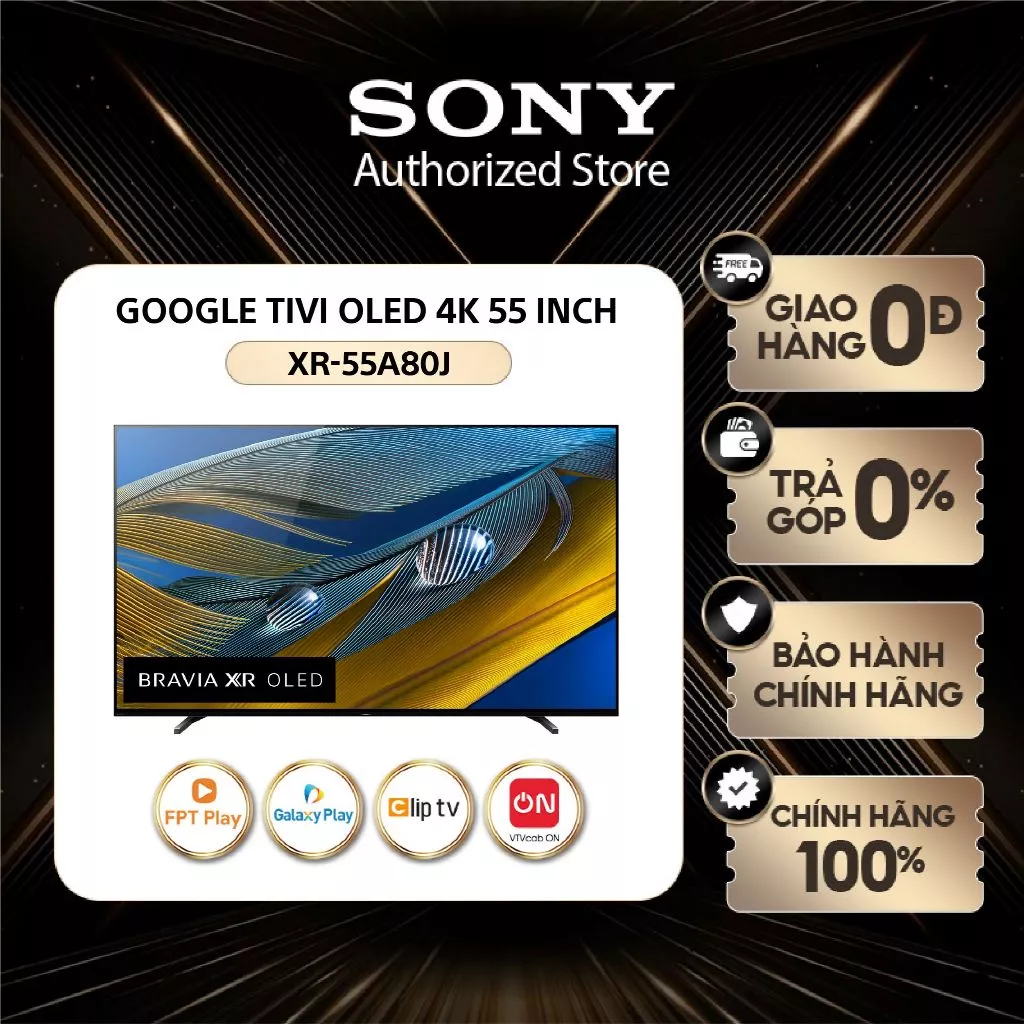 SONY
Authorized Store
GOOGLE TIVI OLED 4K 55 INCH
XR-55A80J
BRAVIA XR OLED
FPT Play
Galaxy Play
Clip tv
ON
VTVcab ON
FREE
GIAO
HÀNG 0Đ
TRẢ
GÓP 0%
BẢO HÀNH
CHÍNH HÃNG
CHÍNH HÃNG
100%